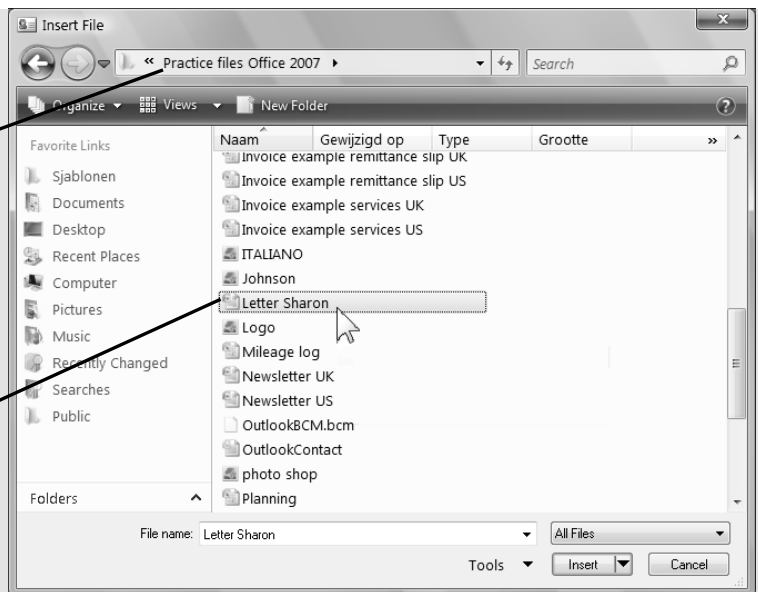 Insert File
« Practice files Office 2007
Search
Organize Views New Folder
Favorite Links
Sjablonen
Documents
Desktop
Recent Places
Computer
Pictures
Music
Recently Changed
Searches
Public
Folders
Naam Gewijzigd op Type Grootte »
Invoice example remittance slip UK
Invoice example remittance slip US
Invoice example services UK
Invoice example services US
ITALIANO
Johnson
Letter Sharon
Logo
Mileage log
Newsletter UK
Newsletter US
OutlookBCM.bcm
OutlookContact
photo shop
Planning
File name: Letter Sharon All Files
Tools Insert Cancel